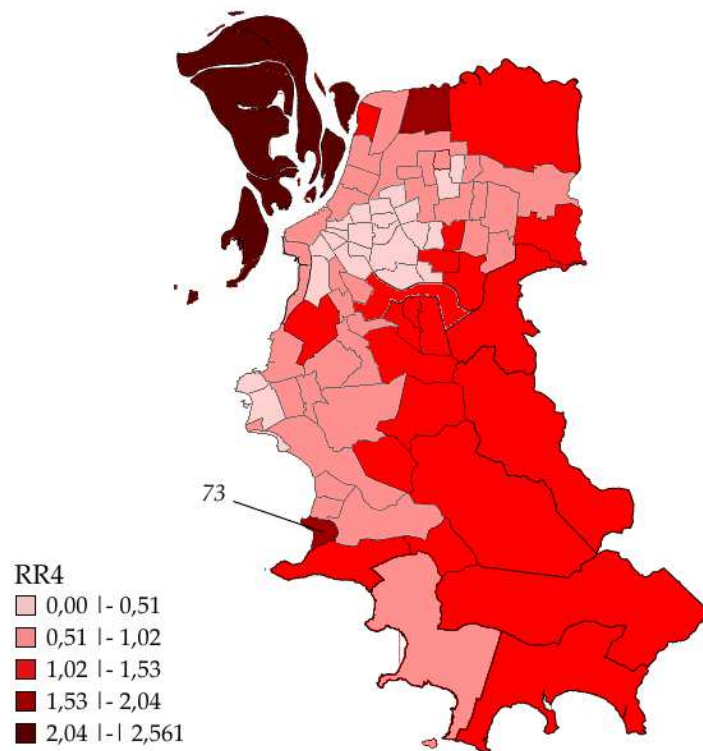 73
RR4
0,00 |- 0,51
0,51 |- 1,02
1,02 |- 1,53
1,53 |- 2,04
2,04 |-| 2,561